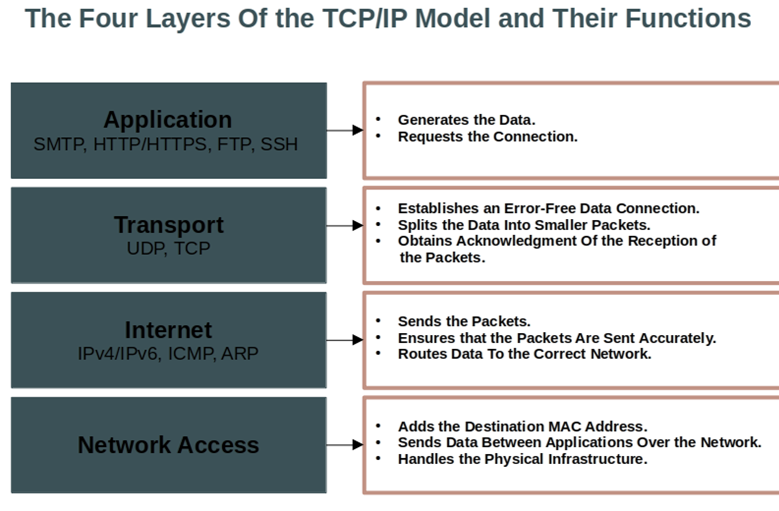 The Four Layers Of the TCP/IP Model and Their Functions
Application
SMTP, HTTP/HTTPS, FTP, SSH
• Generates the Data.
• Requests the Connection.
Transport
UDP, TCP
• Establishes an Error-Free Data Connection.
• Splits the Data Into Smaller Packets.
• Obtains Acknowledgment Of the Reception of
the Packets.
Internet
IPv4/IPv6, ICMP, ARP
• Sends the Packets.
• Ensures that the Packets Are Sent Accurately.
• Routes Data To the Correct Network.
Network Access
• Adds the Destination MAC Address.
• Sends Data Between Applications Over the Network.
• Handles the Physical Infrastructure.